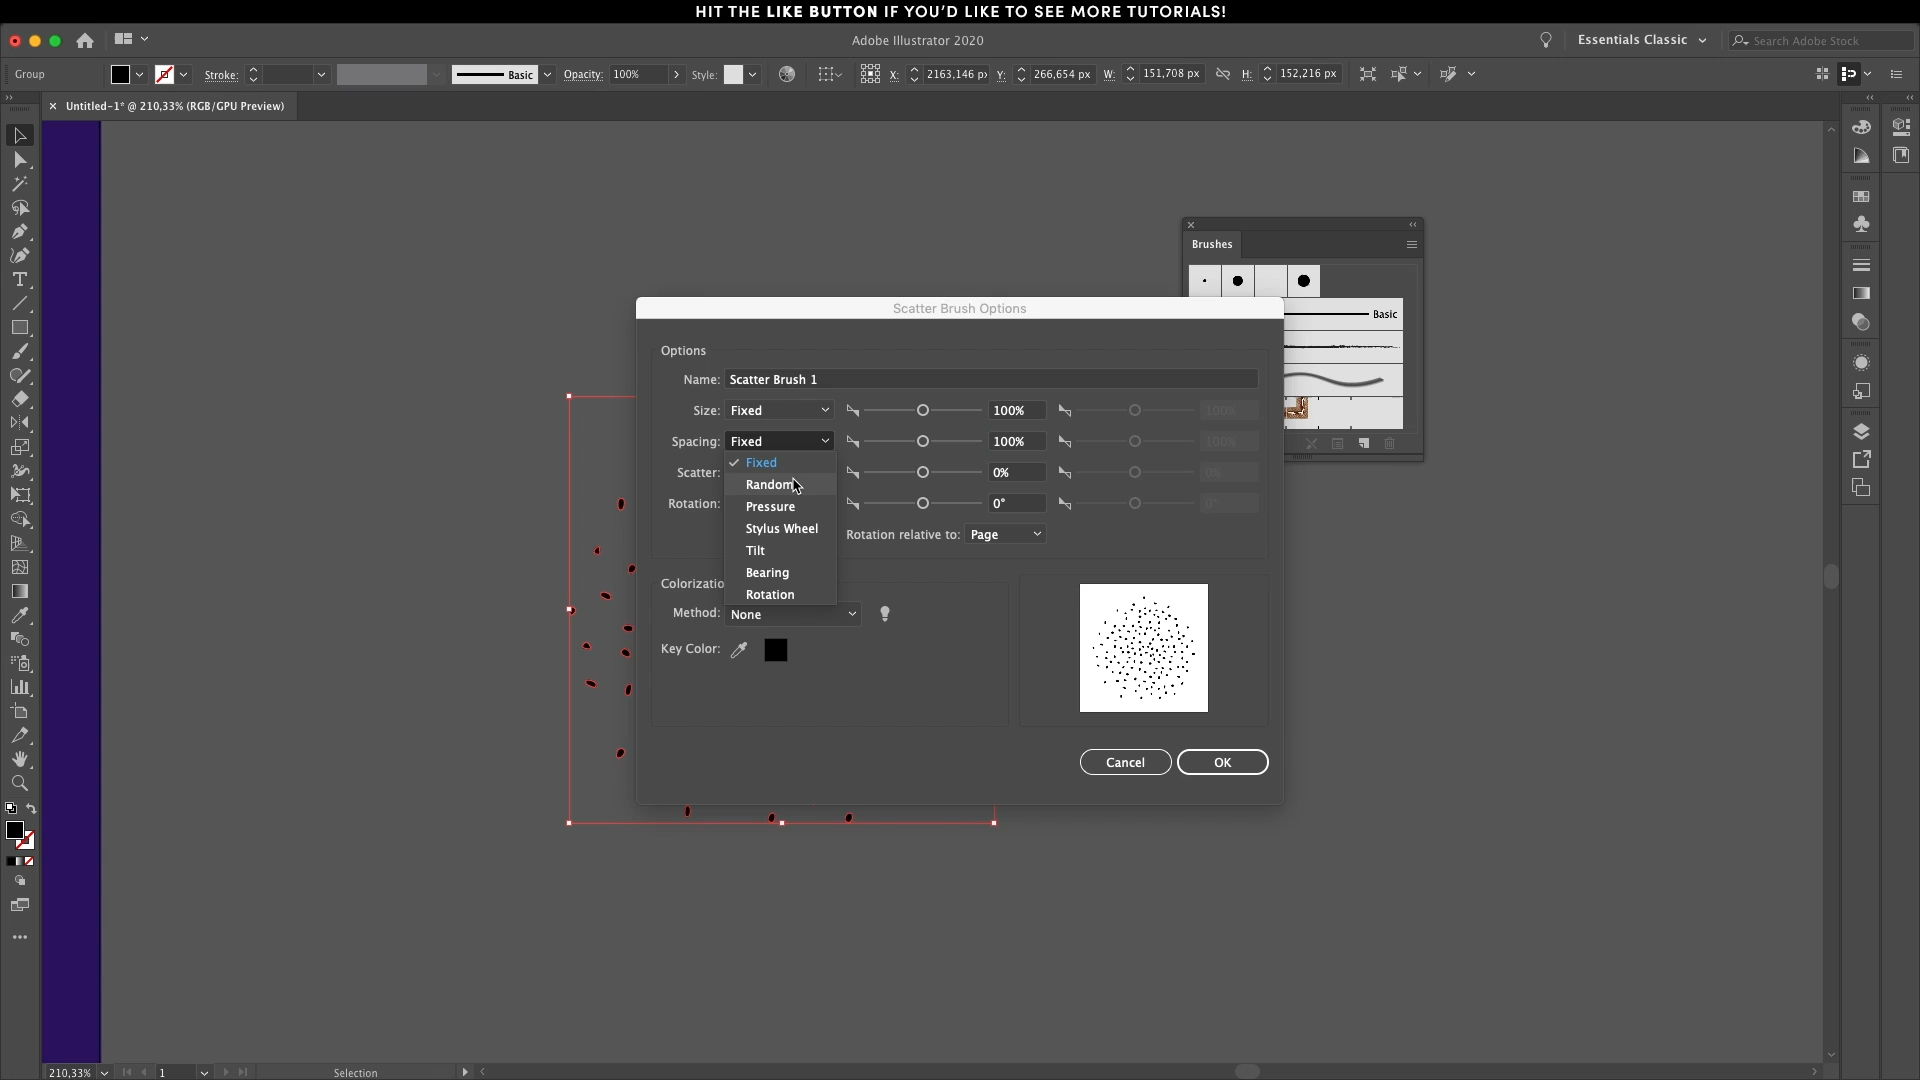 HIT THE LIKE BUTTON IF YOU'D LIKE TO SEE MORE TUTORIALS!
Adobe Illustrator 2020
Essentials Classic
Search Adobe Stock
Group
Stroke:
Basic
Opacity: 100%
Style:
X: 2163,146 px
Y: 266,654 px
W: 151,708 px
H: 152,216 px
Untitled-1* @ 210,33% (RGB/GPU Preview)
Brushes
Basic
Scatter Brush Options
Options
Name: Scatter Brush 1
Size: Fixed 100% 100%
Spacing: Fixed 100% 100%
Fixed
Scatter: 0% 0%
Random
Rotation: 0° 0°
Pressure
Stylus Wheel
Rotation relative to: Page
Tilt
Bearing
Colorizatio
Rotation
Method: None
Key Color:
Cancel OK
210,33% 1 Selection